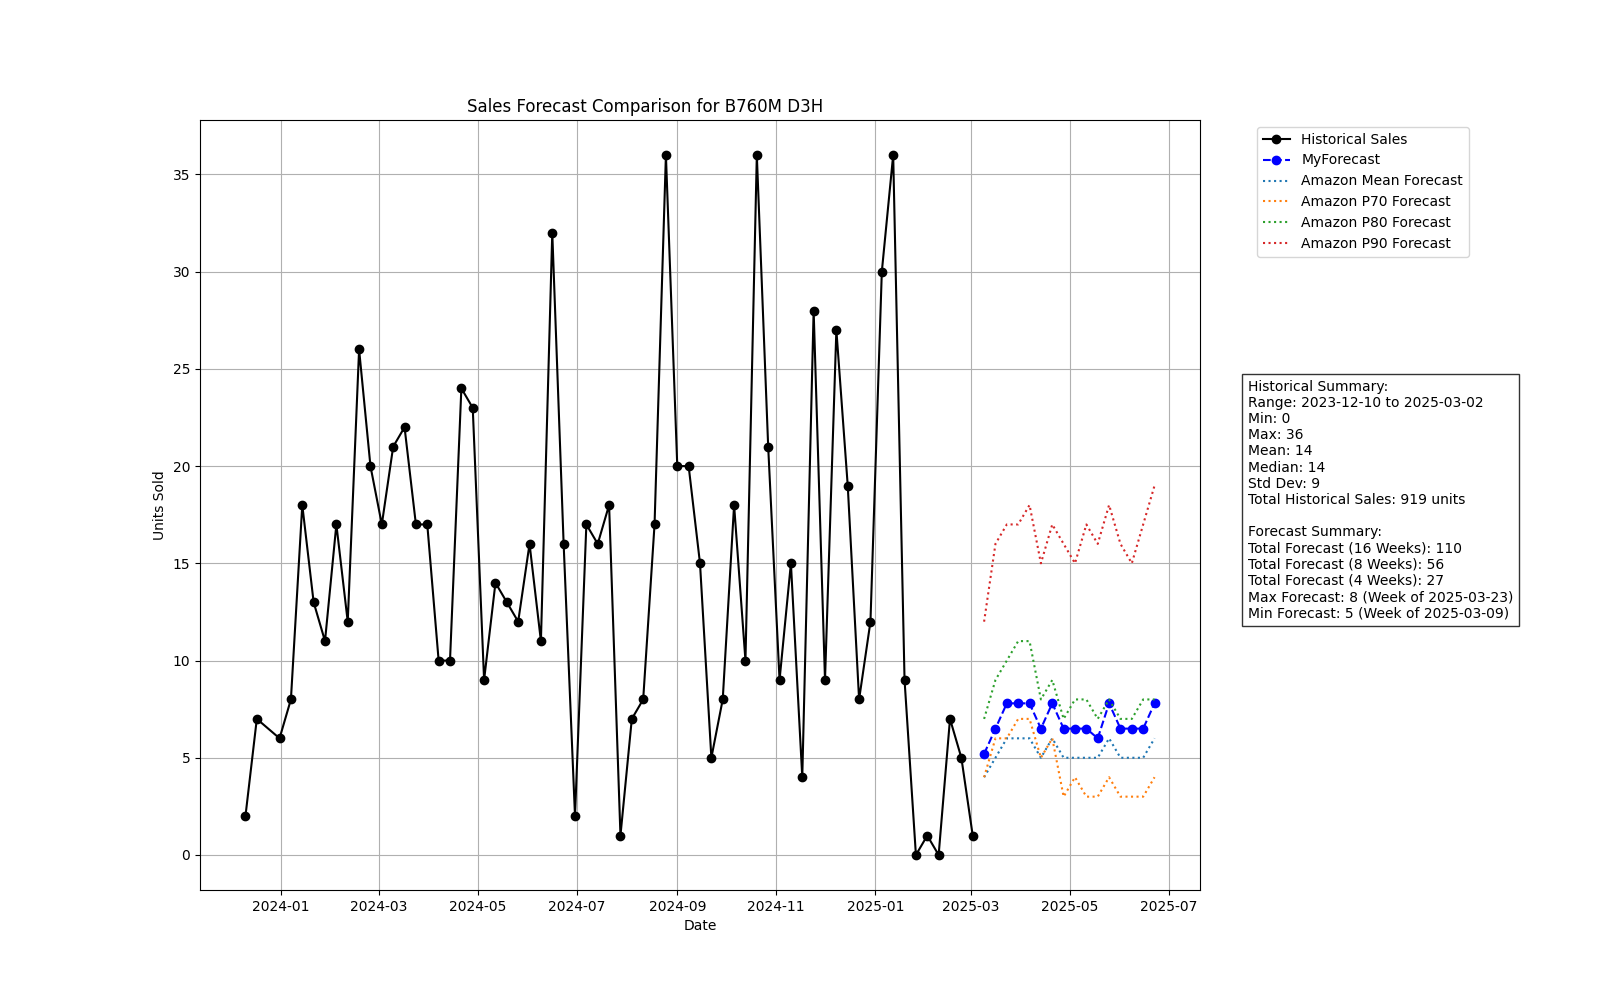 Sales Forecast Comparison for B760M D3H
Historical Sales
MyForecast
Amazon Mean Forecast
Amazon P70 Forecast
Amazon P80 Forecast
Amazon P90 Forecast
35
30
25
20
15
10
5
0
Units Sold
2024-01
2024-03
2024-05
2024-07
2024-09
2024-11
2025-01
2025-03
2025-05
2025-07
Date
Historical Summary:
Range: 2023-12-10 to 2025-03-02
Min: 0
Max: 36
Mean: 14
Median: 14
Std Dev: 9
Total Historical Sales: 919 units
Forecast Summary:
Total Forecast (16 Weeks): 110
Total Forecast (8 Weeks): 56
Total Forecast (4 Weeks): 27
Max Forecast: 8 (Week of 2025-03-23)
Min Forecast: 5 (Week of 2025-03-09)